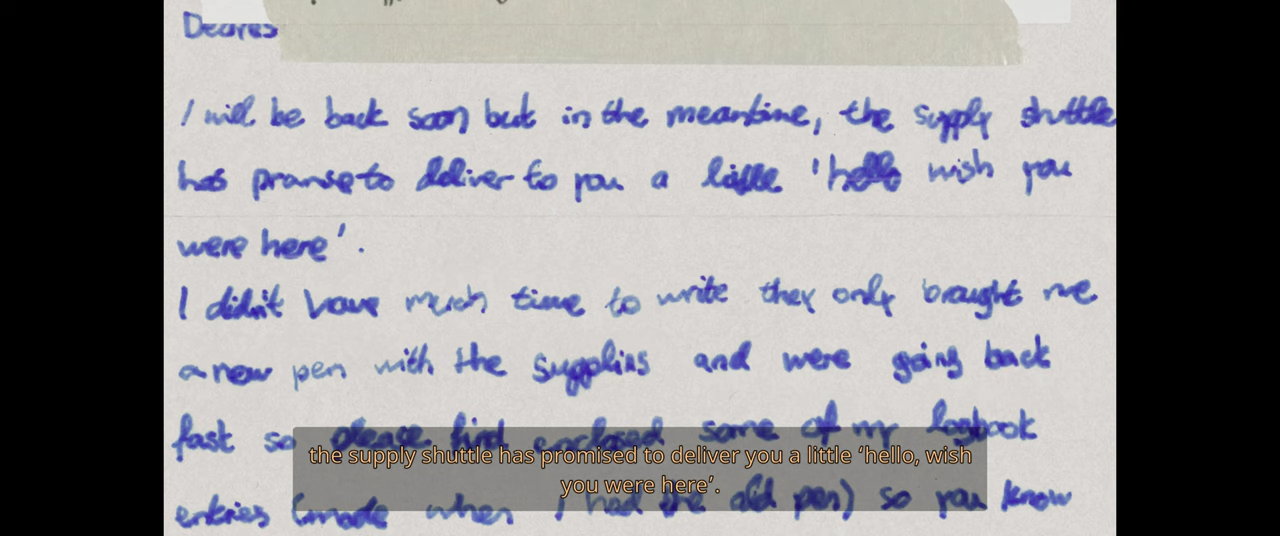 Deares
I will be back soon but in the meantime, the supply shuttle
has promise to deliver to you a little 'hello wish you
were here'.
I didn't have much time to write they only brought me
a new pen with the supplies and were going back
fast so please find enclosed some of my logbook
the supply shuttle has promised to deliver you a little ‘hello, wish
you were here’.
entries (made when I had the old pen) so you know